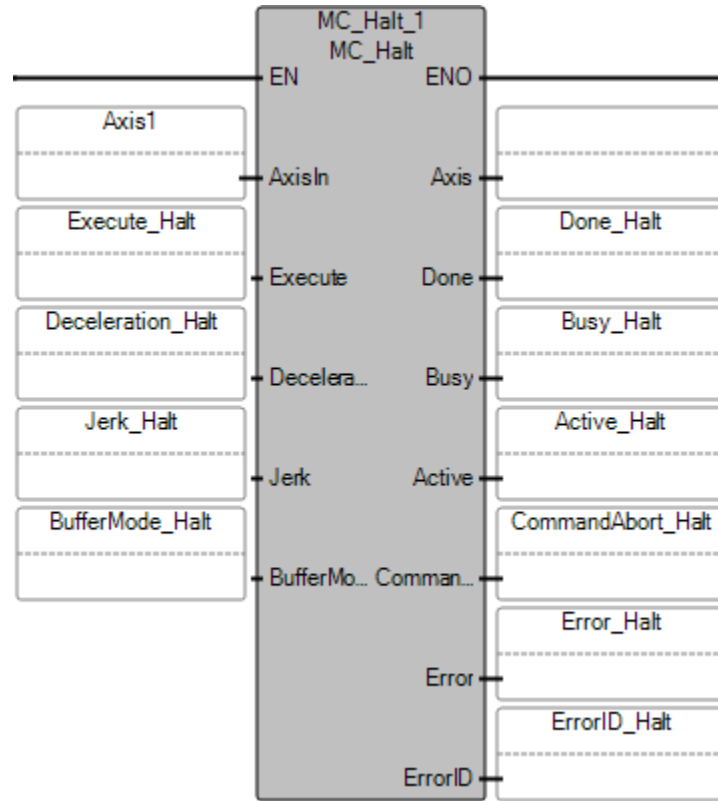 MC_Halt_1
MC_Halt
EN ENO
Axis1
AxisIn Axis
Execute_Halt Done_Halt
Execute Done
Deceleration_Halt Busy_Halt
Decelera... Busy
Jerk_Halt Active_Halt
Jerk Active
BufferMode_Halt CommandAbort_Halt
BufferMo... Comman...
Error_Halt
Error
ErrorID_Halt
ErrorID